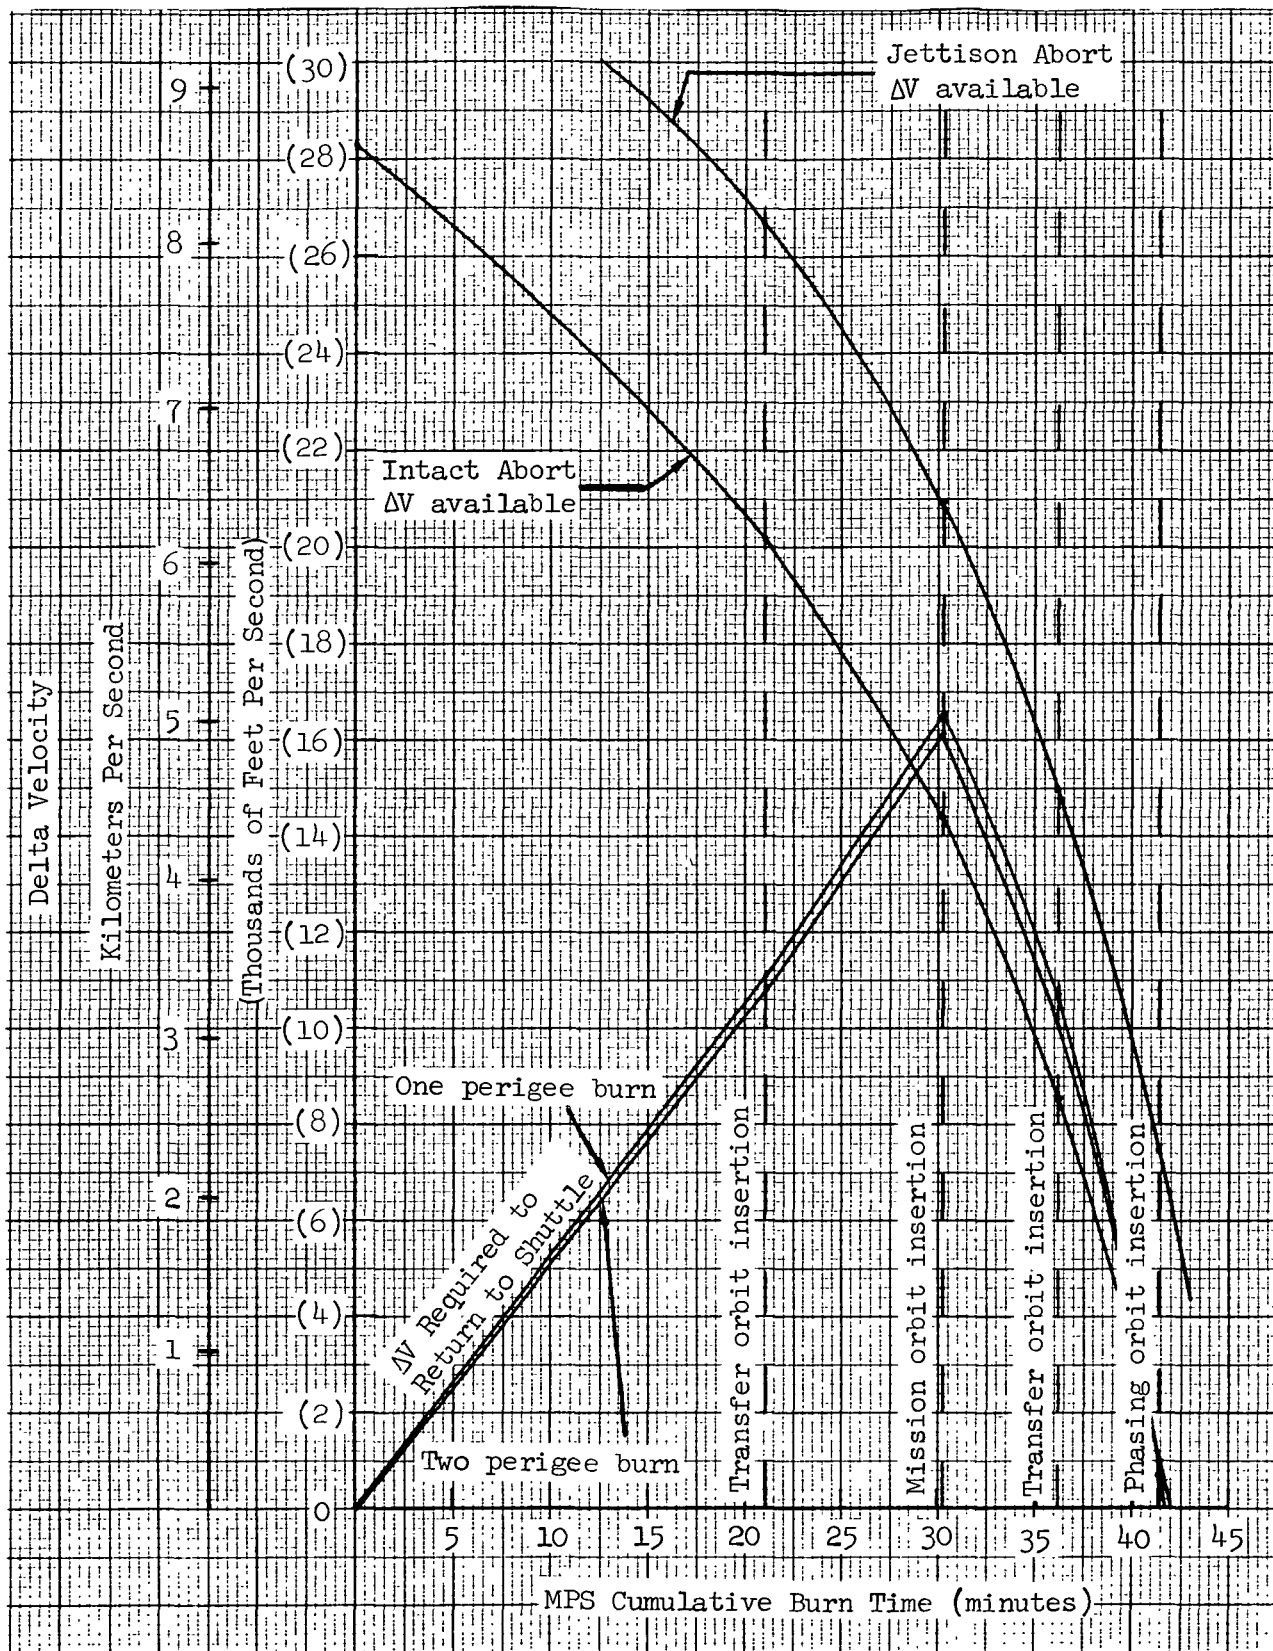 Jettison Abort
ΔV available
Intact Abort
ΔV available
One perigee burn
ΔV Required to
Return to Shuttle
Two perigee burn
Transfer orbit insertion
Mission orbit insertion
Transfer orbit insertion
Phasing orbit insertion
Delta Velocity
Kilometers Per Second
(Thousands of Feet Per Second)
9
8
7
6
5
4
3
2
1
(30)
(28)
(26)
(24)
(22)
(20)
(18)
(16)
(14)
(12)
(10)
(8)
(6)
(4)
(2)
0
5 10 15 20 25 30 35 40 45
MPS Cumulative Burn Time (minutes)